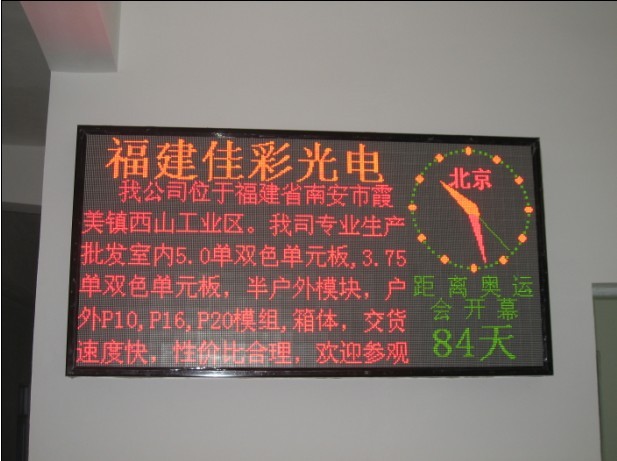 福建佳彩光电
我公司位于福建省南安市霞
美镇西山工业区。我司专业生产
批发室内5.0单双色单元板,3.75
单双色单元板，半户外模块，户
外P10,P16,P20模组,箱体，交货
速度快，性价比合理，欢迎参观
北京
距离奥运
会开幕
84天